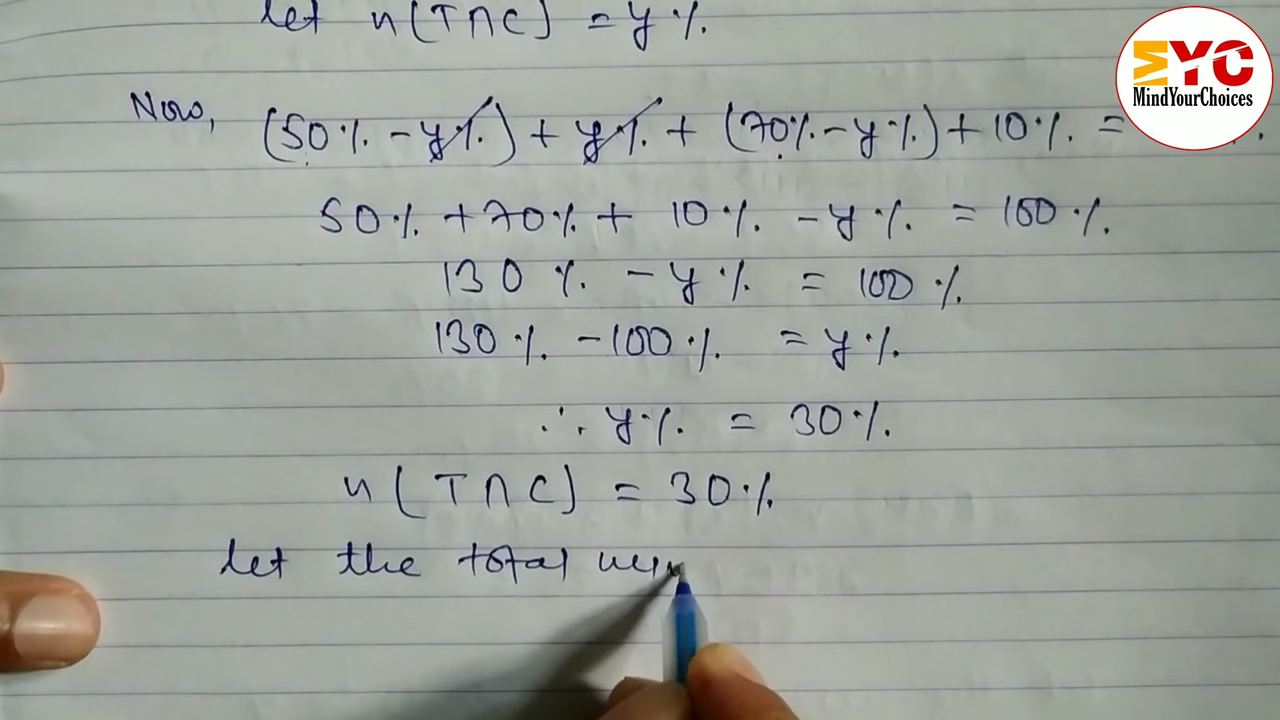 let n(T∩C) = y%.
MYC
MindYourChoices
Now, (50% - y%) + y% + (70% - y%) + 10% =
50% + 70% + 10% - y% = 100%.
130% - y% = 100%.
130% - 100% = y%.
∴ y% = 30%.
n(T∩C) = 30%
let the total